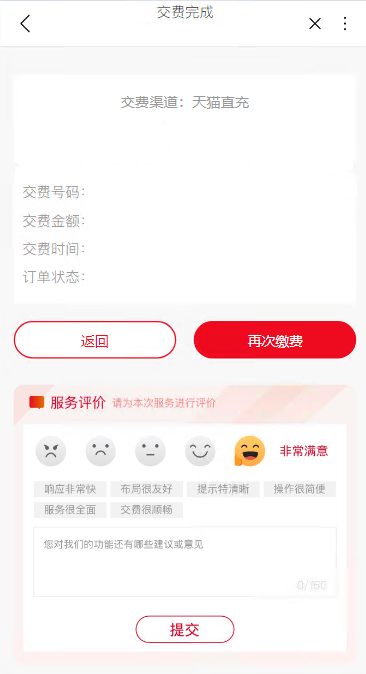 交费完成
交费渠道：天猫直充
交费号码：
交费金额：
交费时间：
订单状态：
返回 再次缴费
服务评价 请为本次服务进行评价
非常满意
响应非常快 布局很友好 提示特清晰 操作很简便
服务很全面 交费很顺畅
您对我们的功能还有哪些建议或意见
0/160
提交